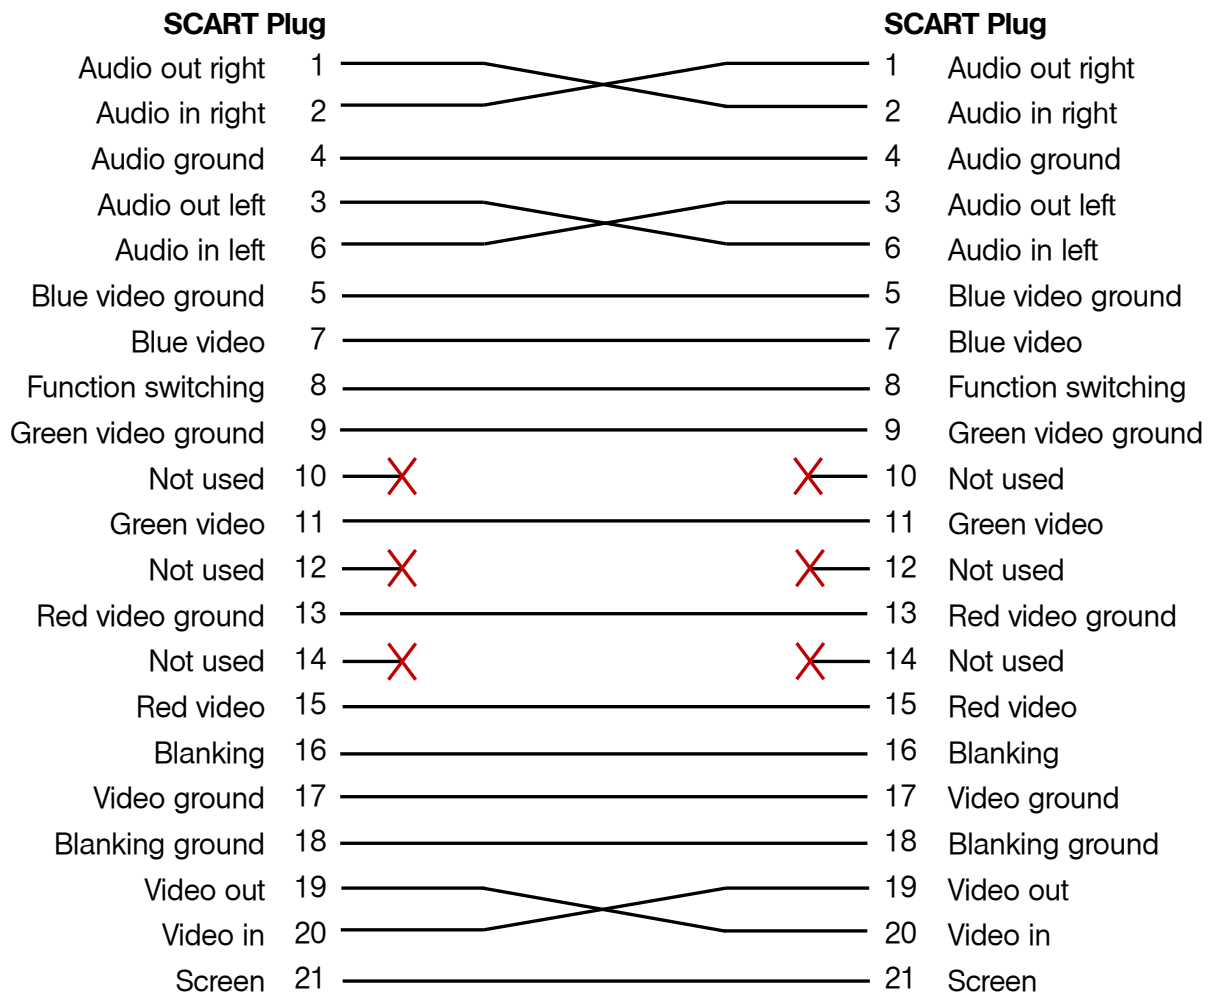 SCART Plug SCART Plug
Audio out right 1 1 Audio out right
Audio in right 2 2 Audio in right
Audio ground 4 4 Audio ground
Audio out left 3 3 Audio out left
Audio in left 6 6 Audio in left
Blue video ground 5 5 Blue video ground
Blue video 7 7 Blue video
Function switching 8 8 Function switching
Green video ground 9 9 Green video ground
Not used 10 10 Not used
Green video 11 11 Green video
Not used 12 12 Not used
Red video ground 13 13 Red video ground
Not used 14 14 Not used
Red video 15 15 Red video
Blanking 16 16 Blanking
Video ground 17 17 Video ground
Blanking ground 18 18 Blanking ground
Video out 19 19 Video out
Video in 20 20 Video in
Screen 21 21 Screen